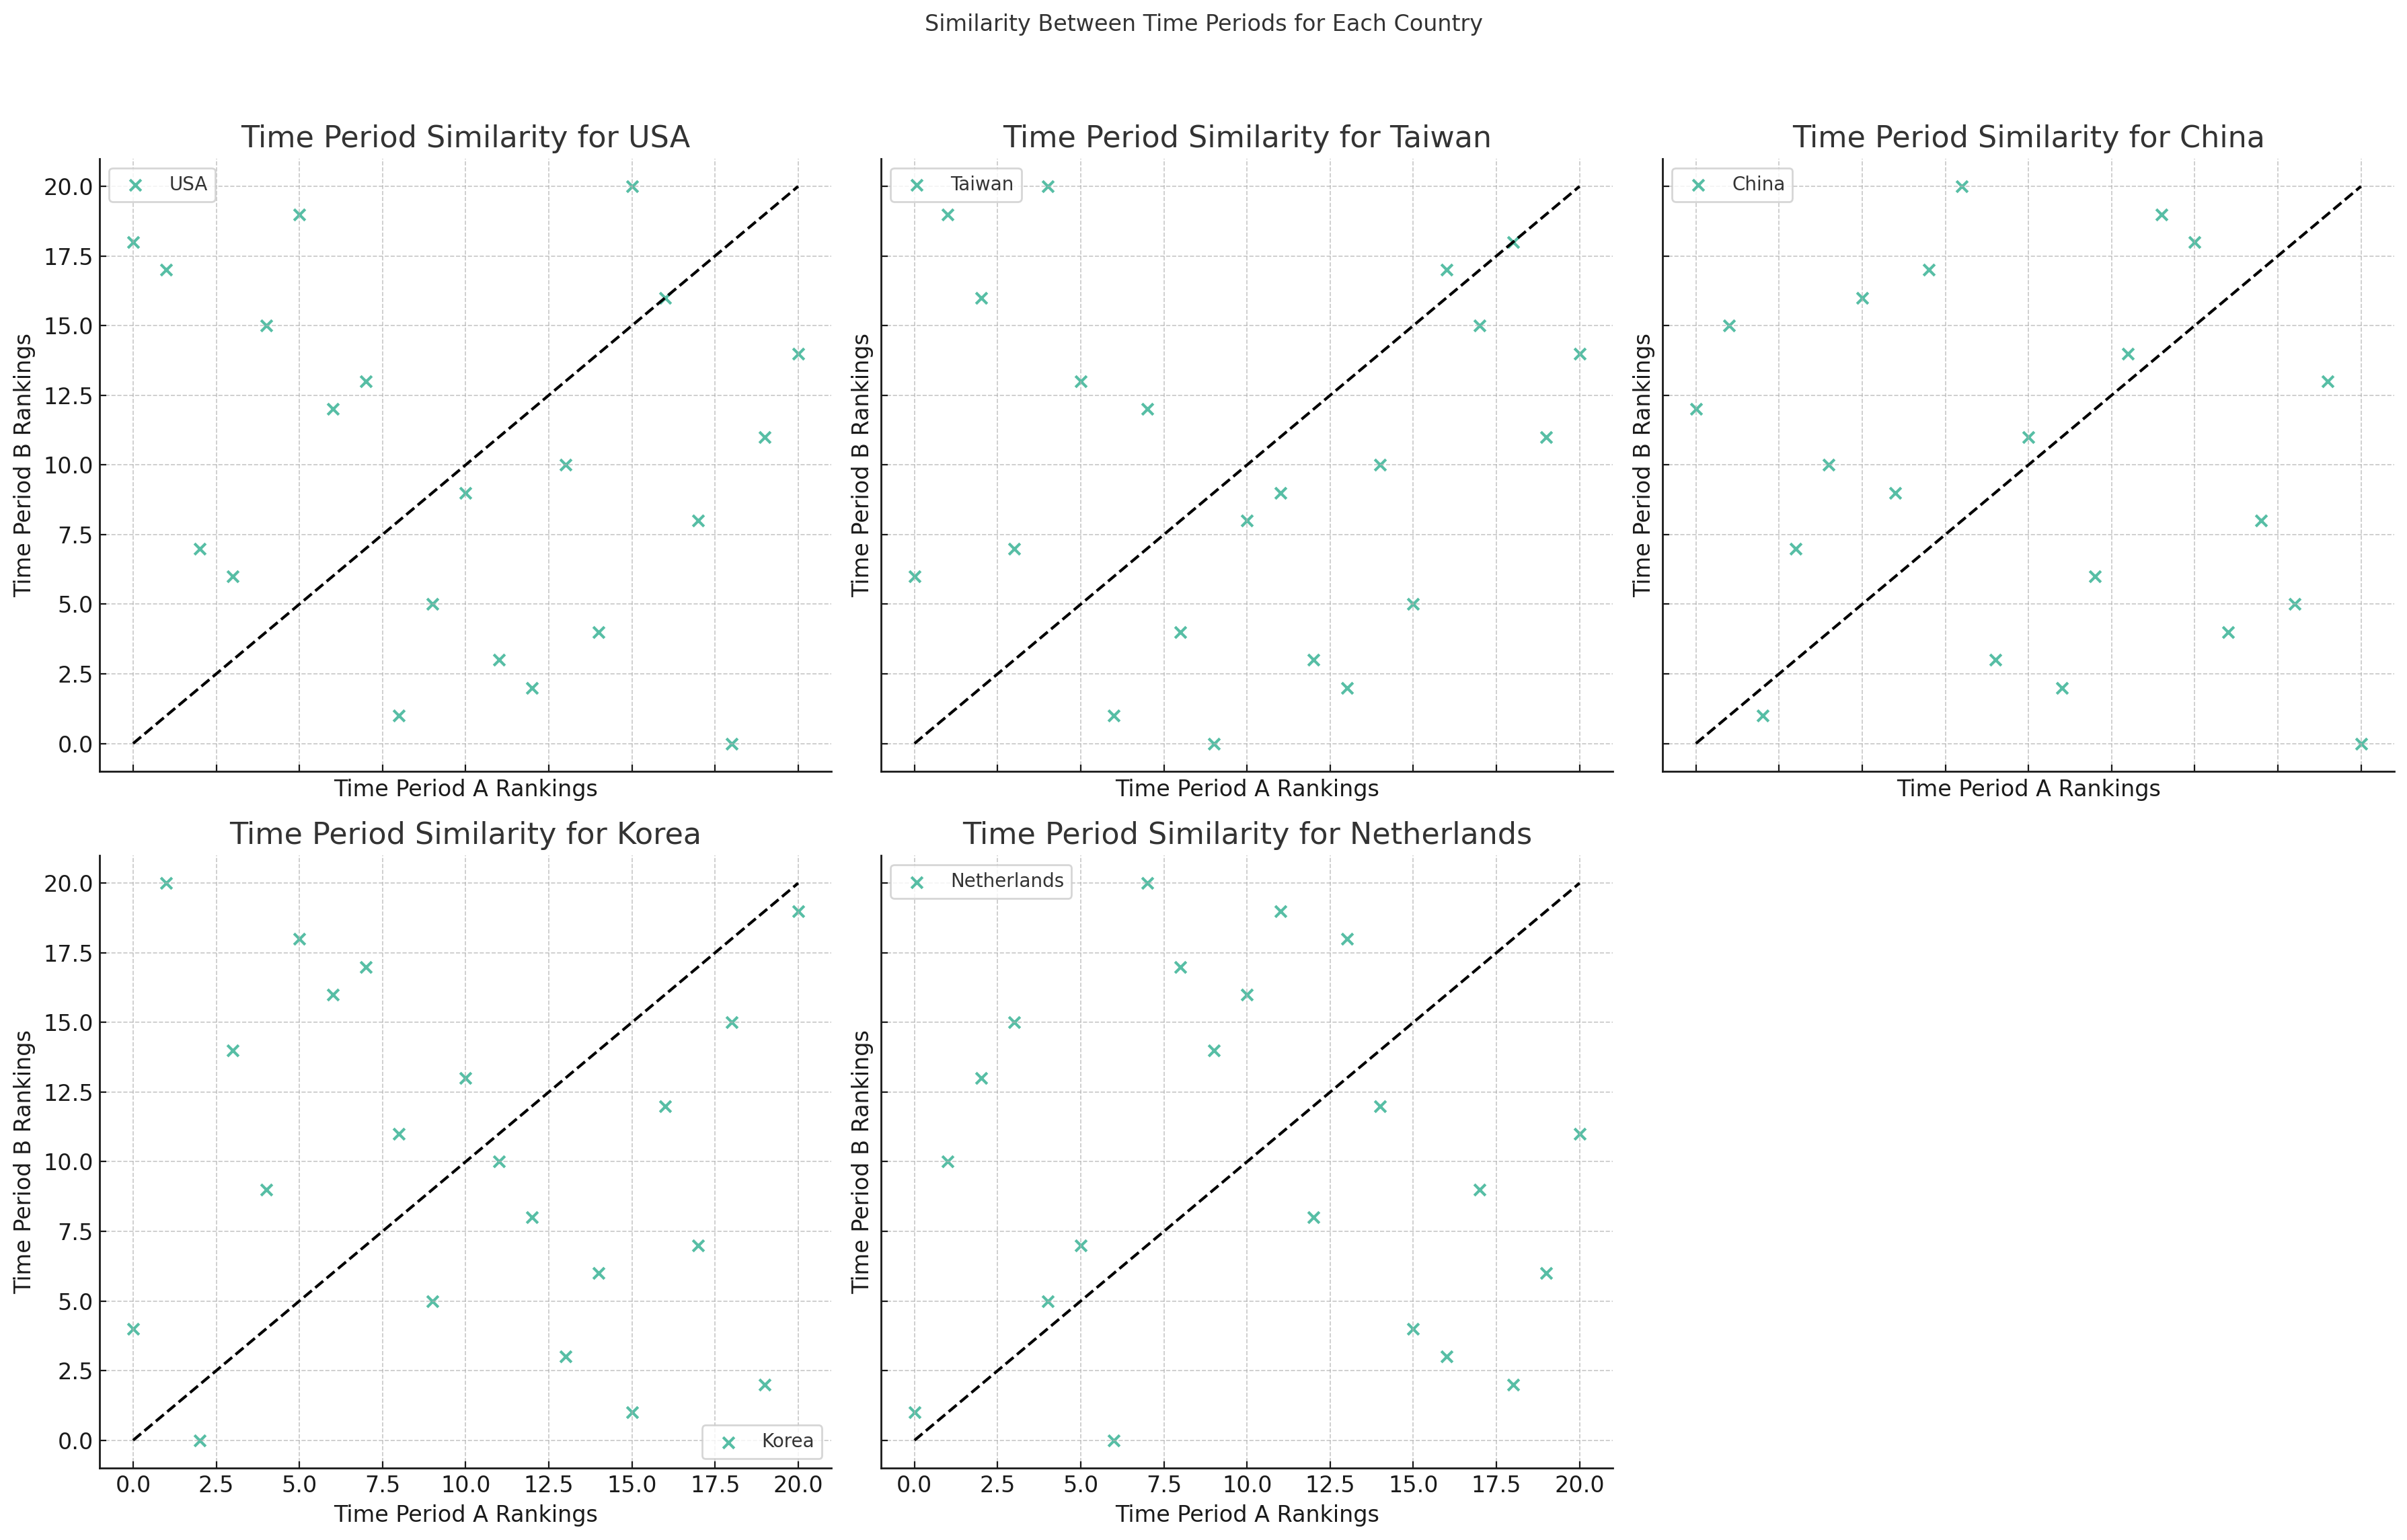 Similarity Between Time Periods for Each Country
Time Period Similarity for USA
USA
20.0
17.5
15.0
12.5
10.0
7.5
5.0
2.5
0.0
Time Period B Rankings
Time Period A Rankings
Time Period Similarity for Taiwan
Taiwan
Time Period B Rankings
Time Period A Rankings
Time Period Similarity for China
China
Time Period B Rankings
Time Period A Rankings
Time Period Similarity for Korea
20.0
17.5
15.0
12.5
10.0
7.5
5.0
2.5
0.0
Time Period B Rankings
Korea
0.0 2.5 5.0 7.5 10.0 12.5 15.0 17.5 20.0
Time Period A Rankings
Time Period Similarity for Netherlands
Netherlands
Time Period B Rankings
0.0 2.5 5.0 7.5 10.0 12.5 15.0 17.5 20.0
Time Period A Rankings